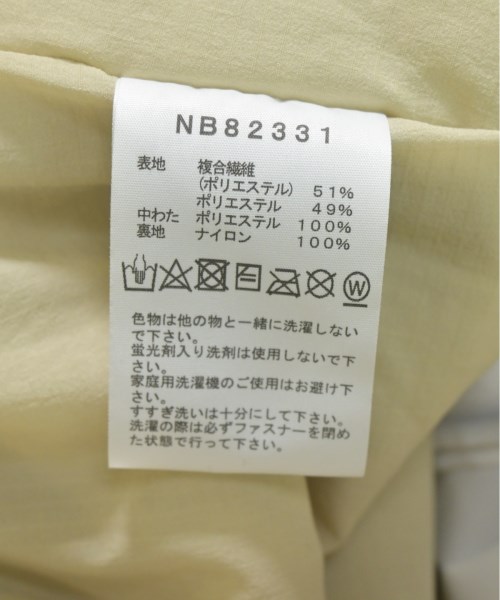 NB82331
表地 複合繊維
(ポリエステル) 51%
ポリエステル 49%
中わた ポリエステル 100%
裏地 ナイロン 100%
W
色物は他の物と一緒に洗濯しない
で下さい。
蛍光剤入り洗剤は使用しないで下
さい。
家庭用洗濯機のご使用はお避け下
さい。
すすぎ洗いは十分にして下さい。
洗濯の際は必ずファスナーを閉め
た状態で行って下さい。